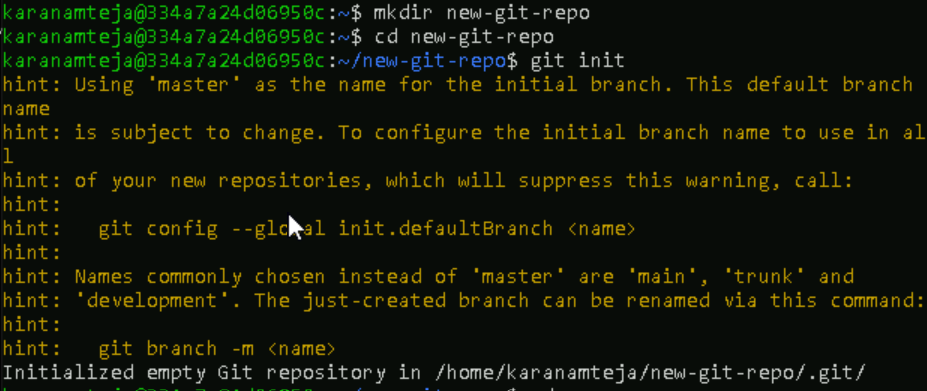 karanamteja@334a7a24d06950c:~$ mkdir new-git-repo
karanamteja@334a7a24d06950c:~$ cd new-git-repo
karanamteja@334a7a24d06950c:~/new-git-repo$ git init
hint: Using 'master' as the name for the initial branch. This default branch
name
hint: is subject to change. To configure the initial branch name to use in al
l
hint: of your new repositories, which will suppress this warning, call:
hint:
hint:   git config --global init.defaultBranch <name>
hint:
hint: Names commonly chosen instead of 'master' are 'main', 'trunk' and
hint: 'development'. The just-created branch can be renamed via this command:
hint:
hint:   git branch -m <name>
Initialized empty Git repository in /home/karanamteja/new-git-repo/.git/